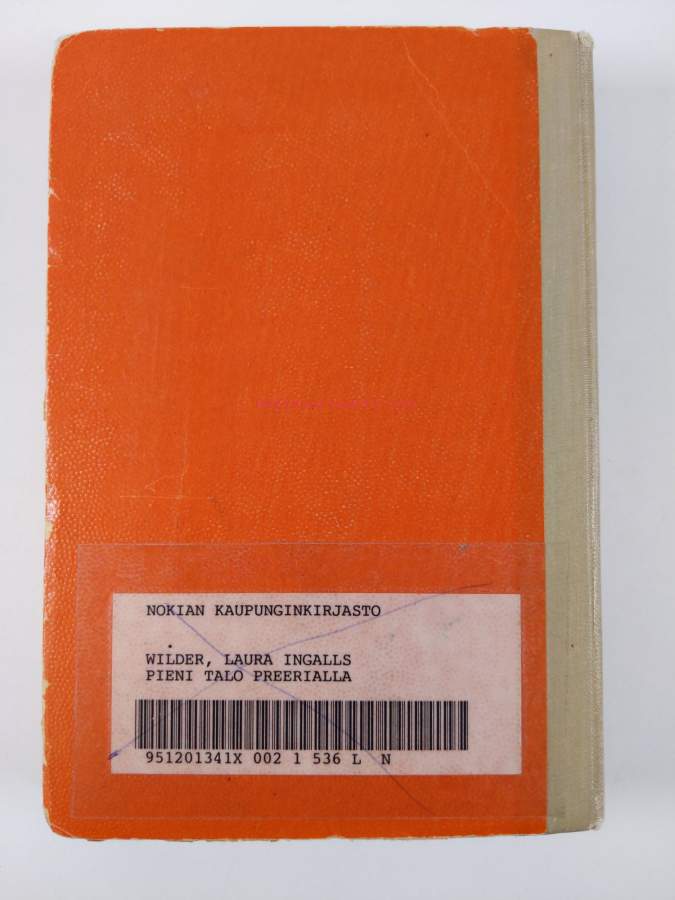 NOKIAN KAUPUNGINKIRJASTO
WILDER, LAURA INGALLS
PIENI TALO PREERIALLA
951201341X 002 1 536 L N